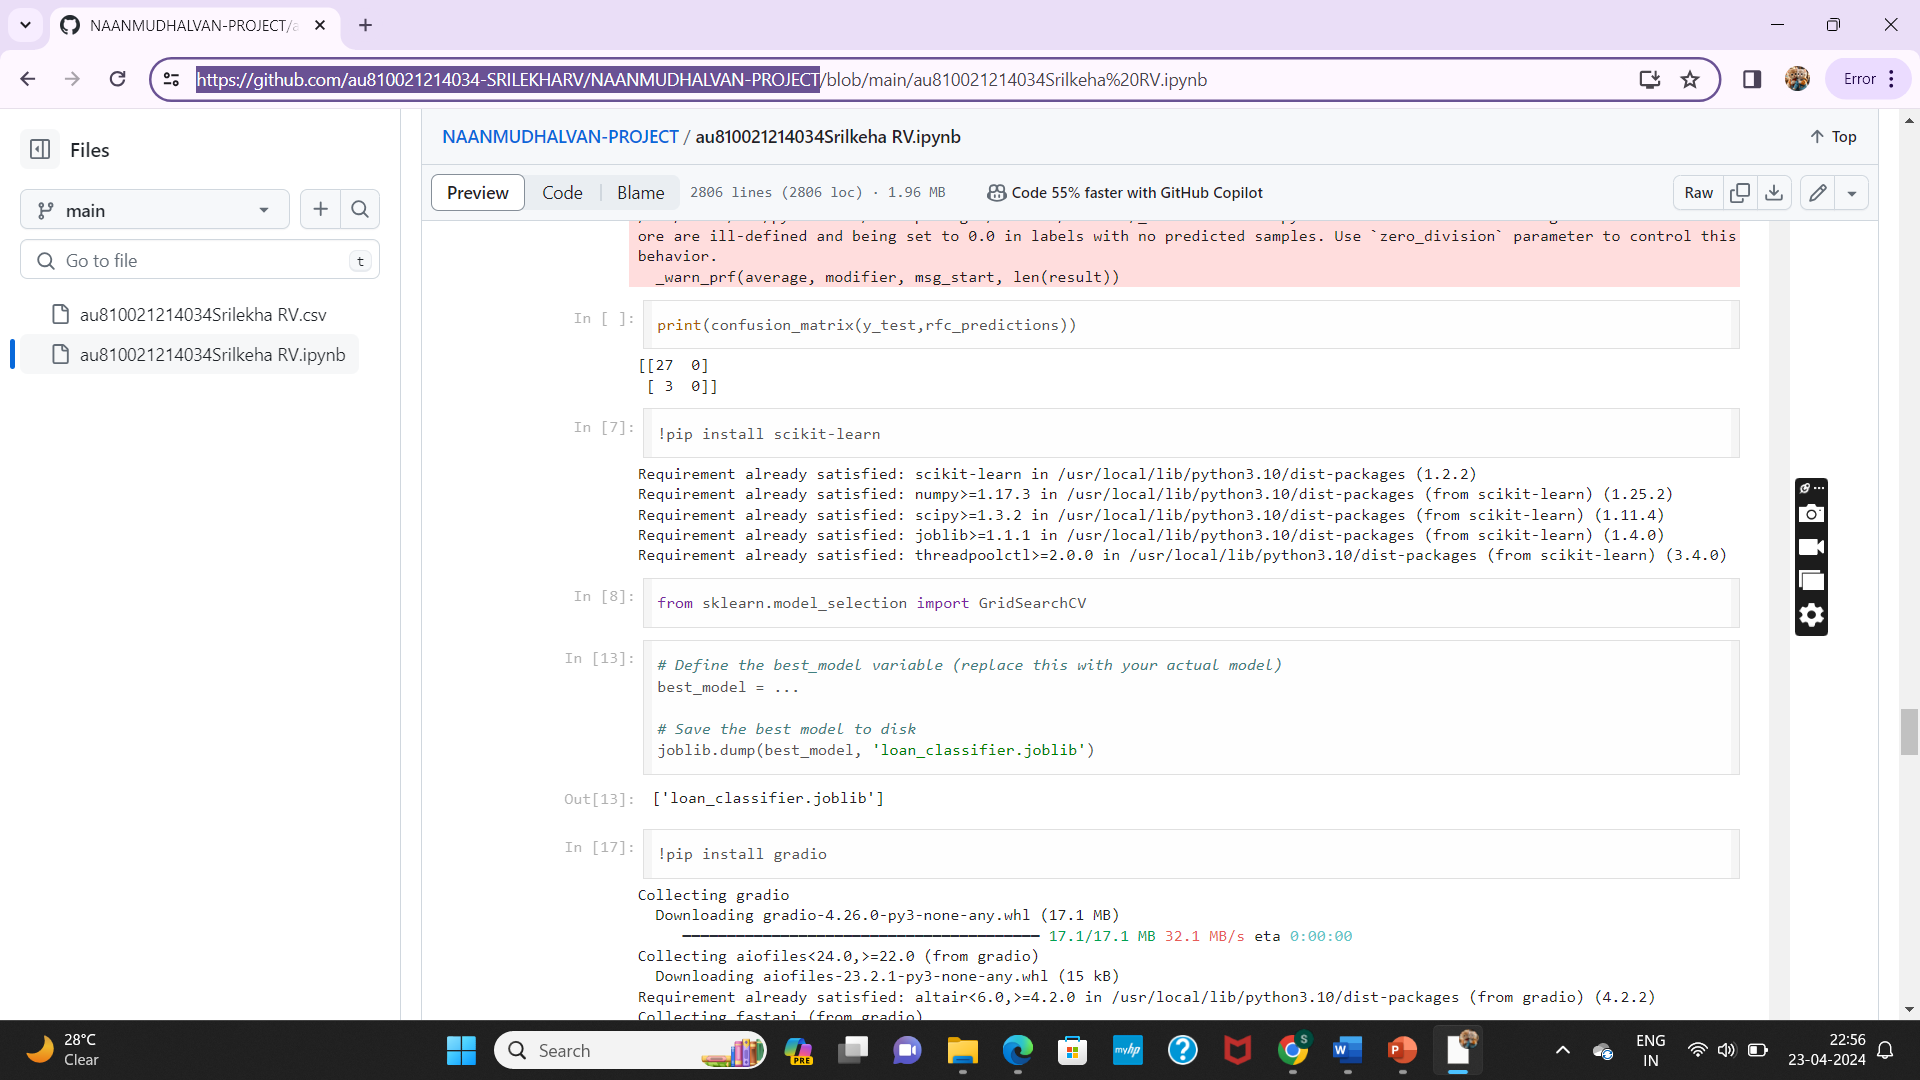 NAANMUDHALVAN-PROJECT/a
https://github.com/au810021214034-SRILEKHARV/NAANMUDHALVAN-PROJECT/blob/main/au810021214034Srilkeha%20RV.ipynb
Error
Files
main
Go to file
t
au810021214034Srilekha RV.csv
au810021214034Srilkeha RV.ipynb
NAANMUDHALVAN-PROJECT / au810021214034Srilkeha RV.ipynb
Top
Preview
Code
Blame
2806 lines (2806 loc) · 1.96 MB
Code 55% faster with GitHub Copilot
Raw
ore are ill-defined and being set to 0.0 in labels with no predicted samples. Use `zero_division` parameter to control this
behavior.
_warn_prf(average, modifier, msg_start, len(result))
In [ ]:
print(confusion_matrix(y_test,rfc_predictions))
[[27  0]
[ 3  0]]
In [7]:
!pip install scikit-learn
Requirement already satisfied: scikit-learn in /usr/local/lib/python3.10/dist-packages (1.2.2)
Requirement already satisfied: numpy>=1.17.3 in /usr/local/lib/python3.10/dist-packages (from scikit-learn) (1.25.2)
Requirement already satisfied: scipy>=1.3.2 in /usr/local/lib/python3.10/dist-packages (from scikit-learn) (1.11.4)
Requirement already satisfied: joblib>=1.1.1 in /usr/local/lib/python3.10/dist-packages (from scikit-learn) (1.4.0)
Requirement already satisfied: threadpoolctl>=2.0.0 in /usr/local/lib/python3.10/dist-packages (from scikit-learn) (3.4.0)
In [8]:
from sklearn.model_selection import GridSearchCV
In [13]:
# Define the best_model variable (replace this with your actual model)
best_model = ...
# Save the best model to disk
joblib.dump(best_model, 'loan_classifier.joblib')
Out[13]:
['loan_classifier.joblib']
In [17]:
!pip install gradio
Collecting gradio
Downloading gradio-4.26.0-py3-none-any.whl (17.1 MB)
17.1/17.1 MB 32.1 MB/s eta 0:00:00
Collecting aiofiles<24.0,>=22.0 (from gradio)
Downloading aiofiles-23.2.1-py3-none-any.whl (15 kB)
Requirement already satisfied: altair<6.0,>=4.2.0 in /usr/local/lib/python3.10/dist-packages (from gradio) (4.2.2)
Collecting fastapi (from gradio)
28°C
Clear
Search
PRE
myhp
S
ENG
IN
22:56
23-04-2024